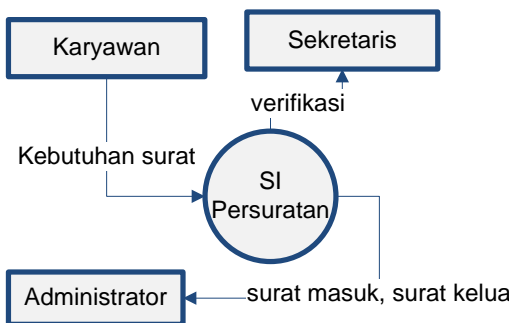 Karyawan
Sekretaris
verifikasi
Kebutuhan surat
SI
Persuratan
Administrator
surat masuk, surat kelua